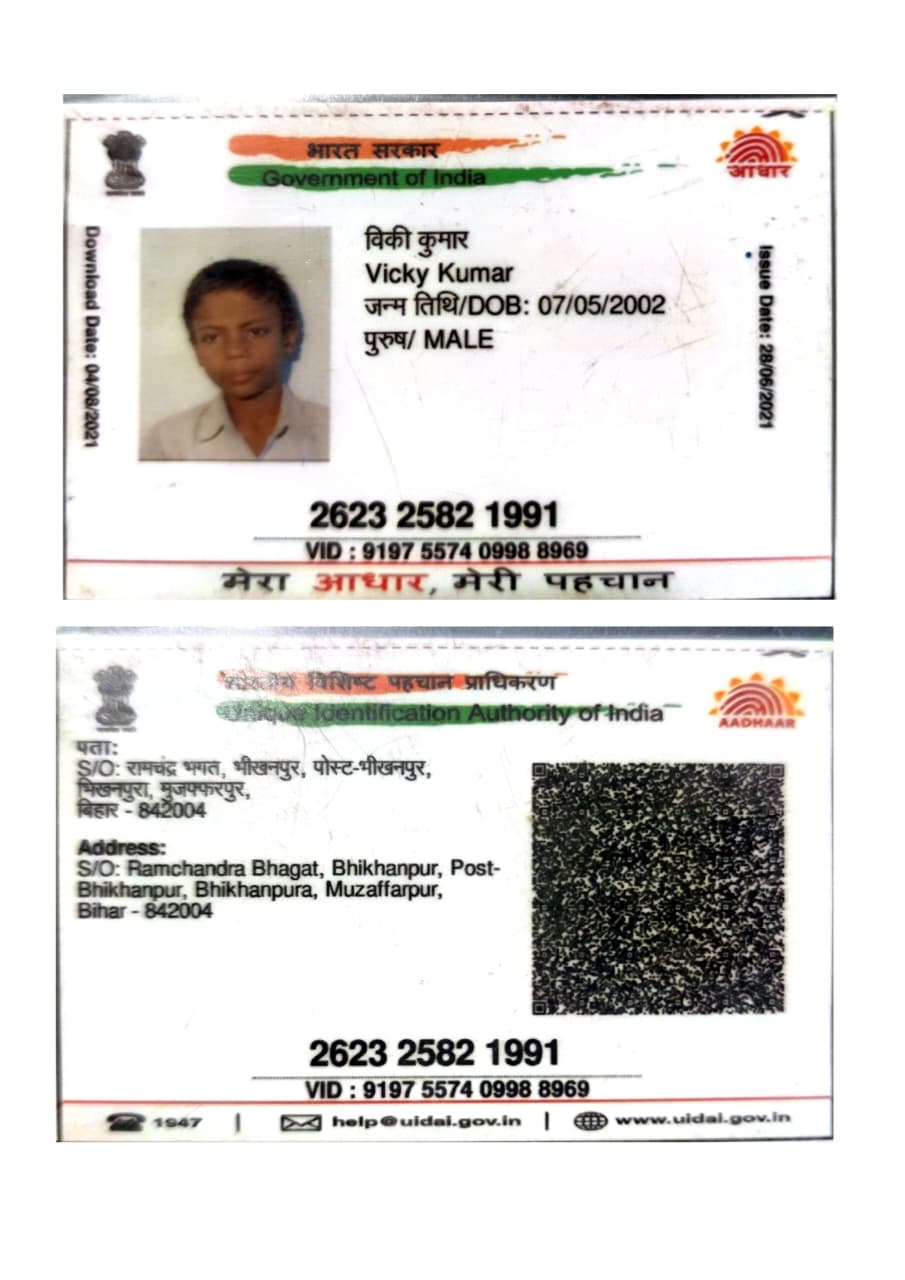 भारत सरकार
Government of India
आधार
Download Date: 04/08/2021
विकी कुमार
Vicky Kumar
जन्म तिथि/DOB: 07/05/2002
पुरुष/ MALE
Issue Date: 28/06/2021
2623 2582 1991
VID : 9197 5574 0998 8969
मेरा आधार, मेरी पहचान
भारतीय विशिष्ट पहचान प्राधिकरण
Unique Identification Authority of India
AADHAAR
पता:
S/O: रामचंद्र भगत, भीखनपुर, पोस्ट-भीखनपुर,
भिखनपुरा, मुजफ्फरपुर,
बिहार - 842004
Address:
S/O: Ramchandra Bhagat, Bhikhanpur, Post-
Bhikhanpur, Bhikhanpura, Muzaffarpur,
Bihar - 842004
2623 2582 1991
VID : 9197 5574 0998 8969
1947 | help@uidai.gov.in | www.uidai.gov.in